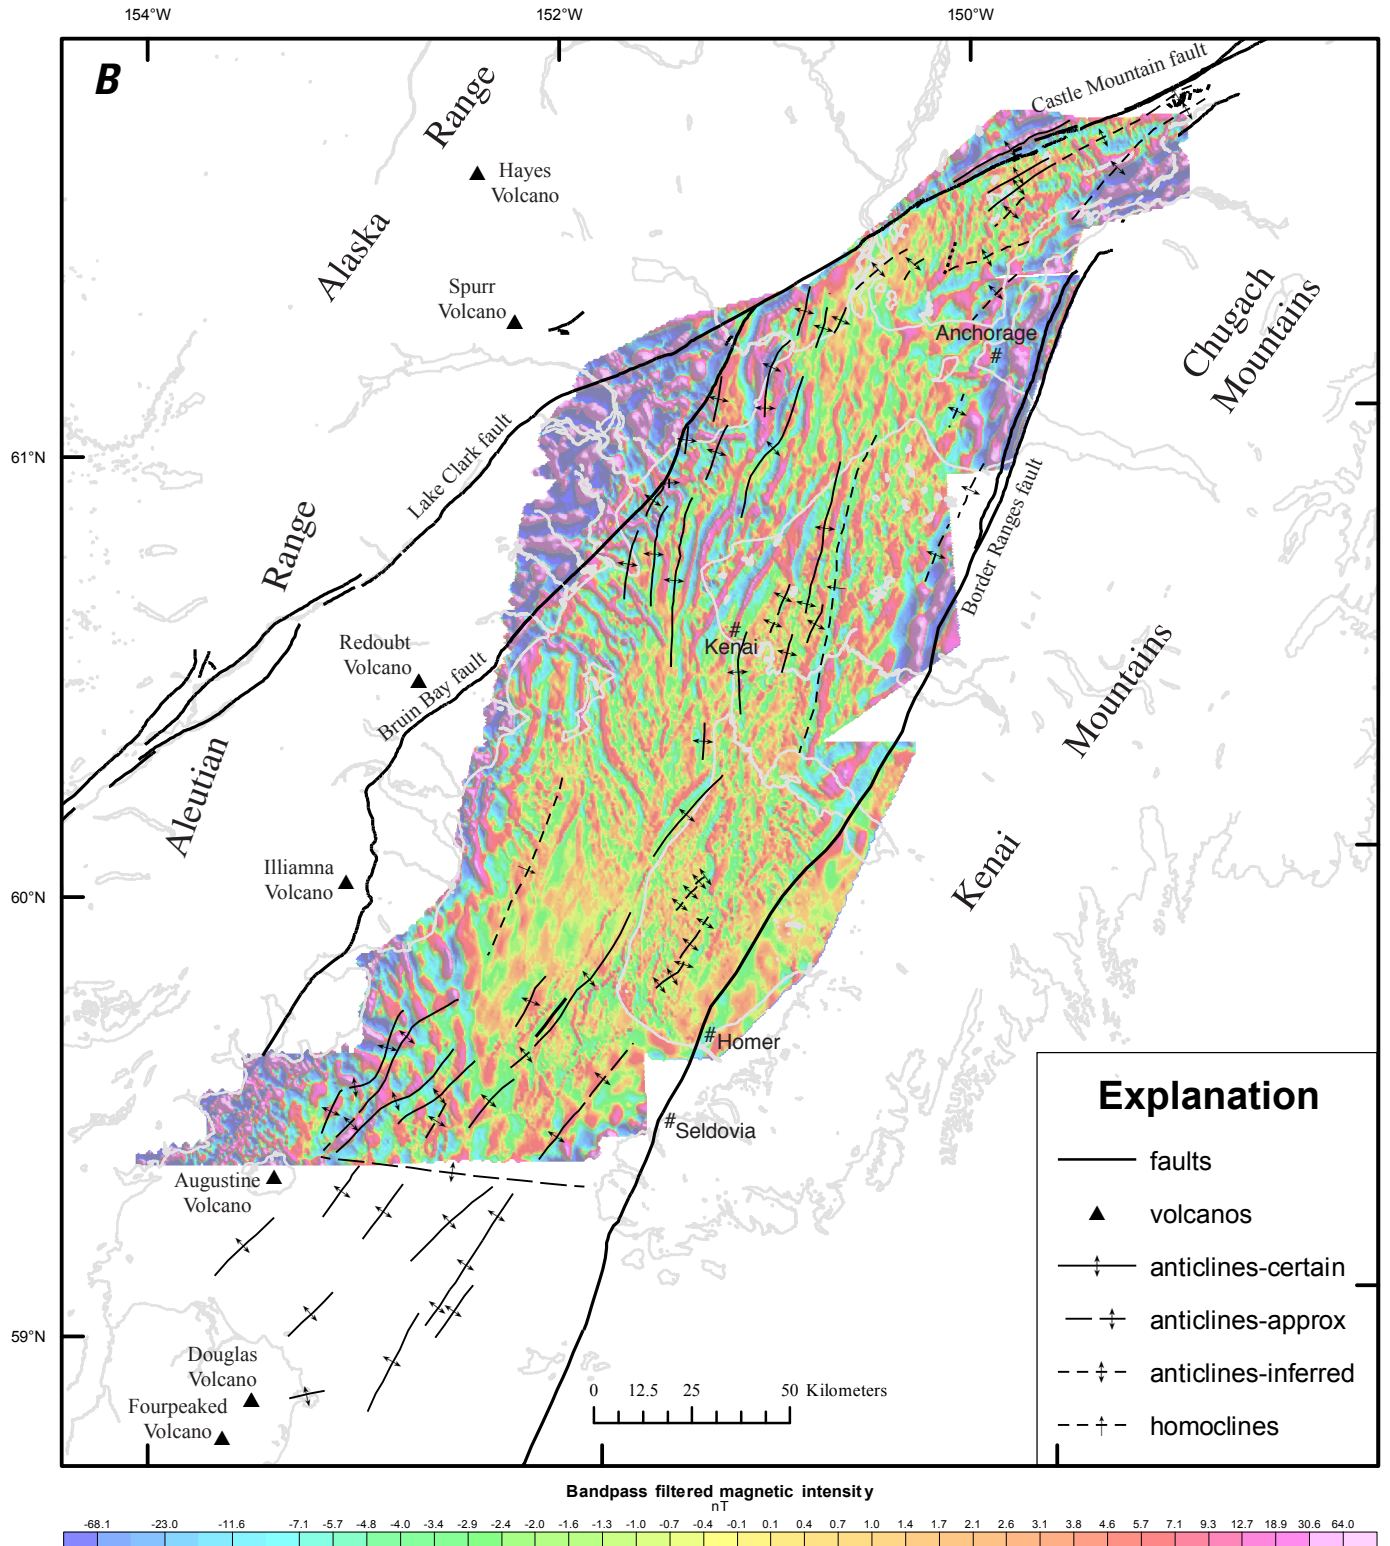 154°W
152°W
150°W
B
Castle Mountain fault
Alaska
Range
Hayes
Volcano
Spurr
Volcano
Chugach
Mountains
Anchorage
#
61°N
Lake Clark fault
Border Ranges fault
Aleutian
Range
Redoubt
Volcano
Bruin Bay fault
#
Kenai
Kenai
Mountains
Illiamna
Volcano
60°N
#Homer
#Seldovia
Augustine
Volcano
59°N
Douglas
Volcano
Fourpeaked
Volcano
0 12.5 25 50 Kilometers
Explanation
faults
volcanos
anticlines-certain
anticlines-approx
anticlines-inferred
homoclines
Bandpass filtered magnetic intensity
nT
-68.1 -23.0 -11.6 -7.1 -5.7 -4.8 -4.0 -3.4 -2.9 -2.4 -2.0 -1.6 -1.3 -1.0 -0.7 -0.4 -0.1 0.1 0.4 0.7 1.0 1.4 1.7 2.1 2.6 3.1 3.8 4.6 5.7 7.1 9.3 12.7 18.9 30.6 64.0